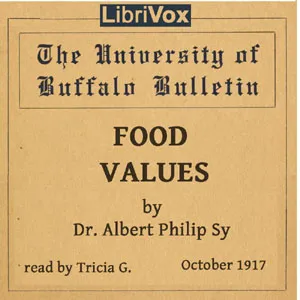 LibriVox
The University of
Buffalo Bulletin
FOOD
VALUES
by
Dr. Albert Philip Sy
read by Tricia G.
October 1917